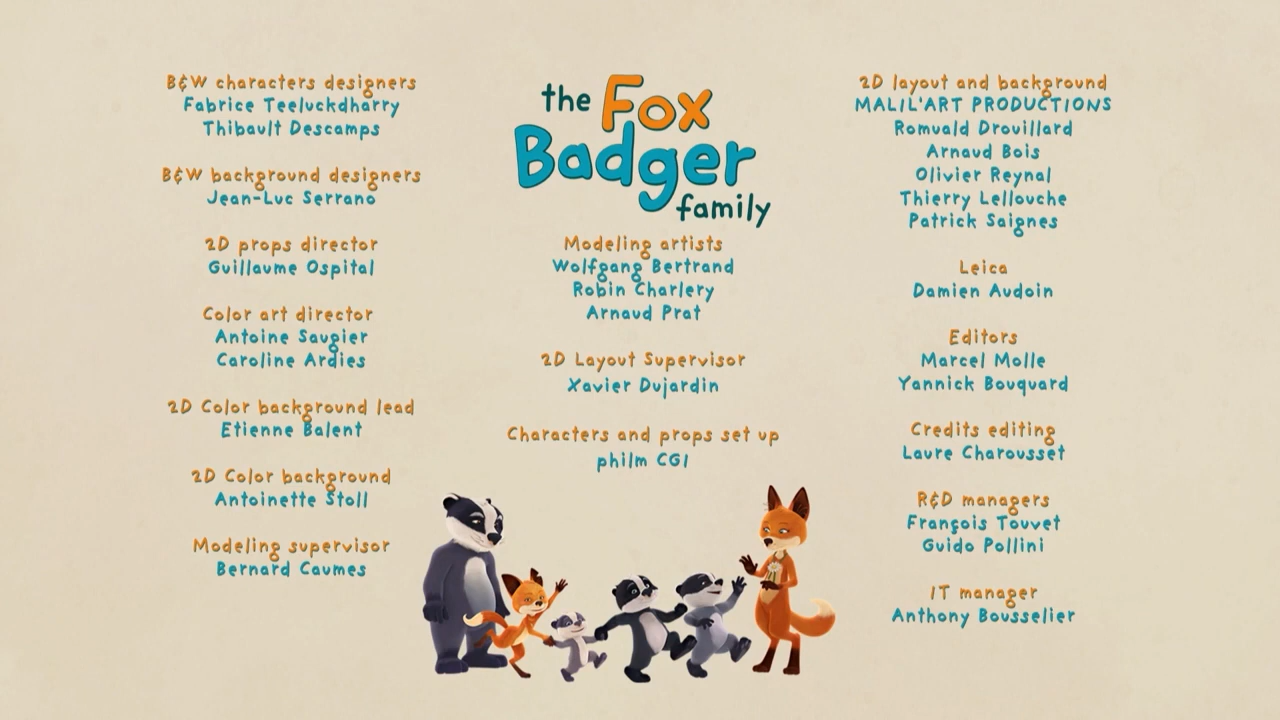 B&W characters designers
Fabrice Teeluckdharry
Thibault Descamps
B&W background designers
Jean-Luc Serrano
2D props director
Guillaume Ospital
Color art director
Antoine Saugier
Caroline Ardies
2D Color background lead
Etienne Balent
2D Color background
Antoinette Stoll
Modeling supervisor
Bernard Caumes
the Fox
Badger
family
Modeling artists
Wolfgang Bertrand
Robin Charlery
Arnaud Prat
2D Layout Supervisor
Xavier Dujardin
Characters and props set up
philm CGI
2D layout and background
MALIL'ART PRODUCTIONS
Romuald Drouillard
Arnaud Bois
Olivier Reynal
Thierry Lellouche
Patrick Saignes
Leica
Damien Audoin
Editors
Marcel Molle
Yannick Bouquard
Credits editing
Laure Charousset
R&D managers
François Touvet
Guido Pollini
IT manager
Anthony Bousselier